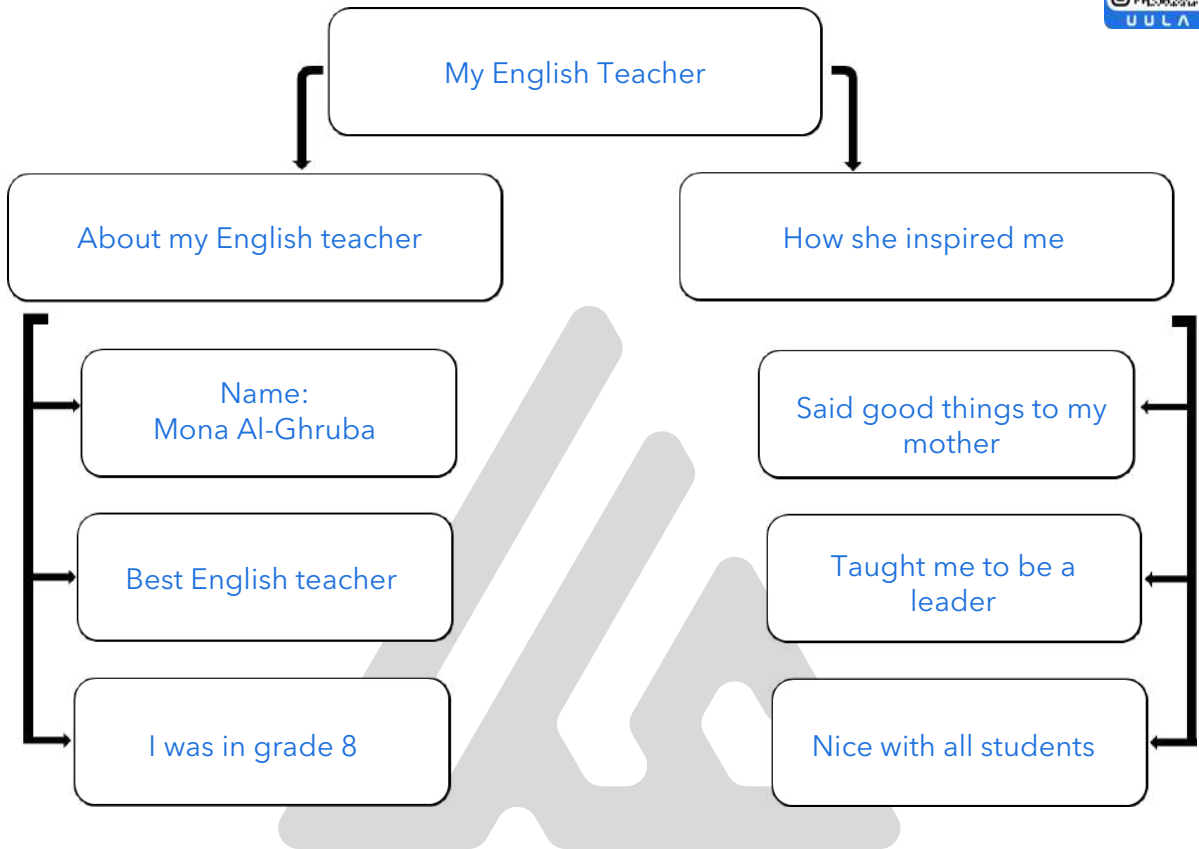 UULA
My English Teacher
About my English teacher
How she inspired me
Name:
Mona Al-Ghruba
Said good things to my
mother
Best English teacher
Taught me to be a
leader
I was in grade 8
Nice with all students